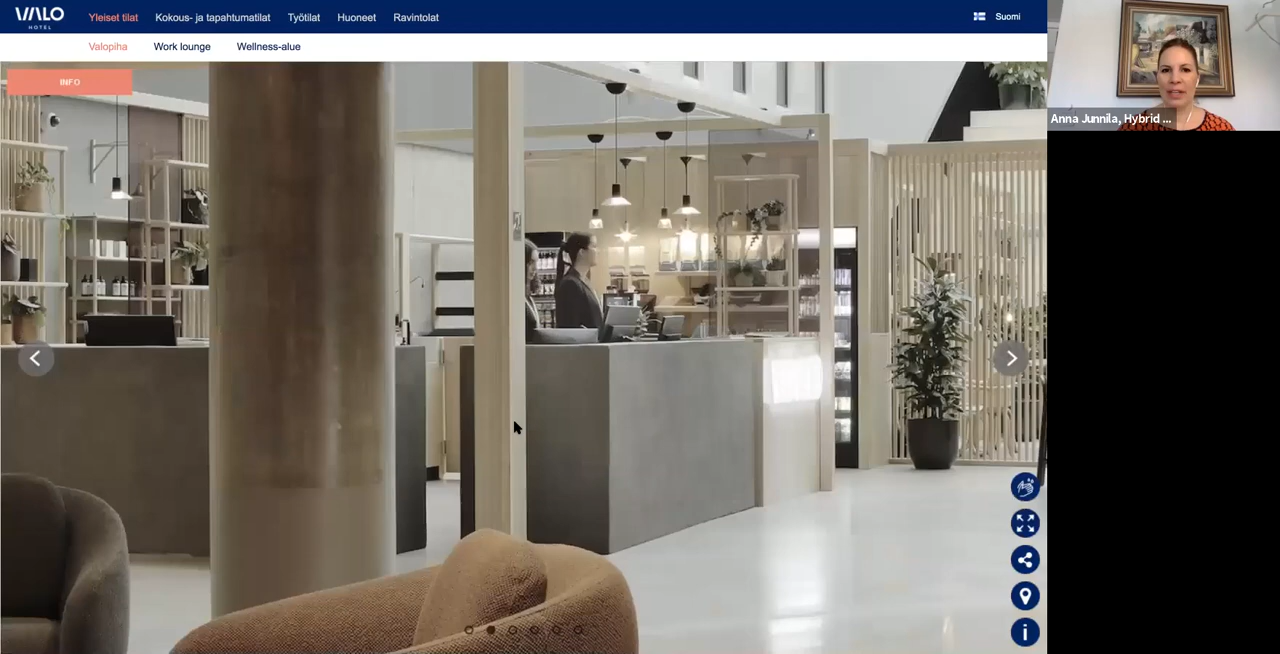 VALO
HOTEL
Yleiset tilat
Kokous- ja tapahtumatilat
Työtilat
Huoneet
Ravintolat
Suomi
Valopiha
Work lounge
Wellness-alue
INFO
Anna Junnila, Hybrid ...